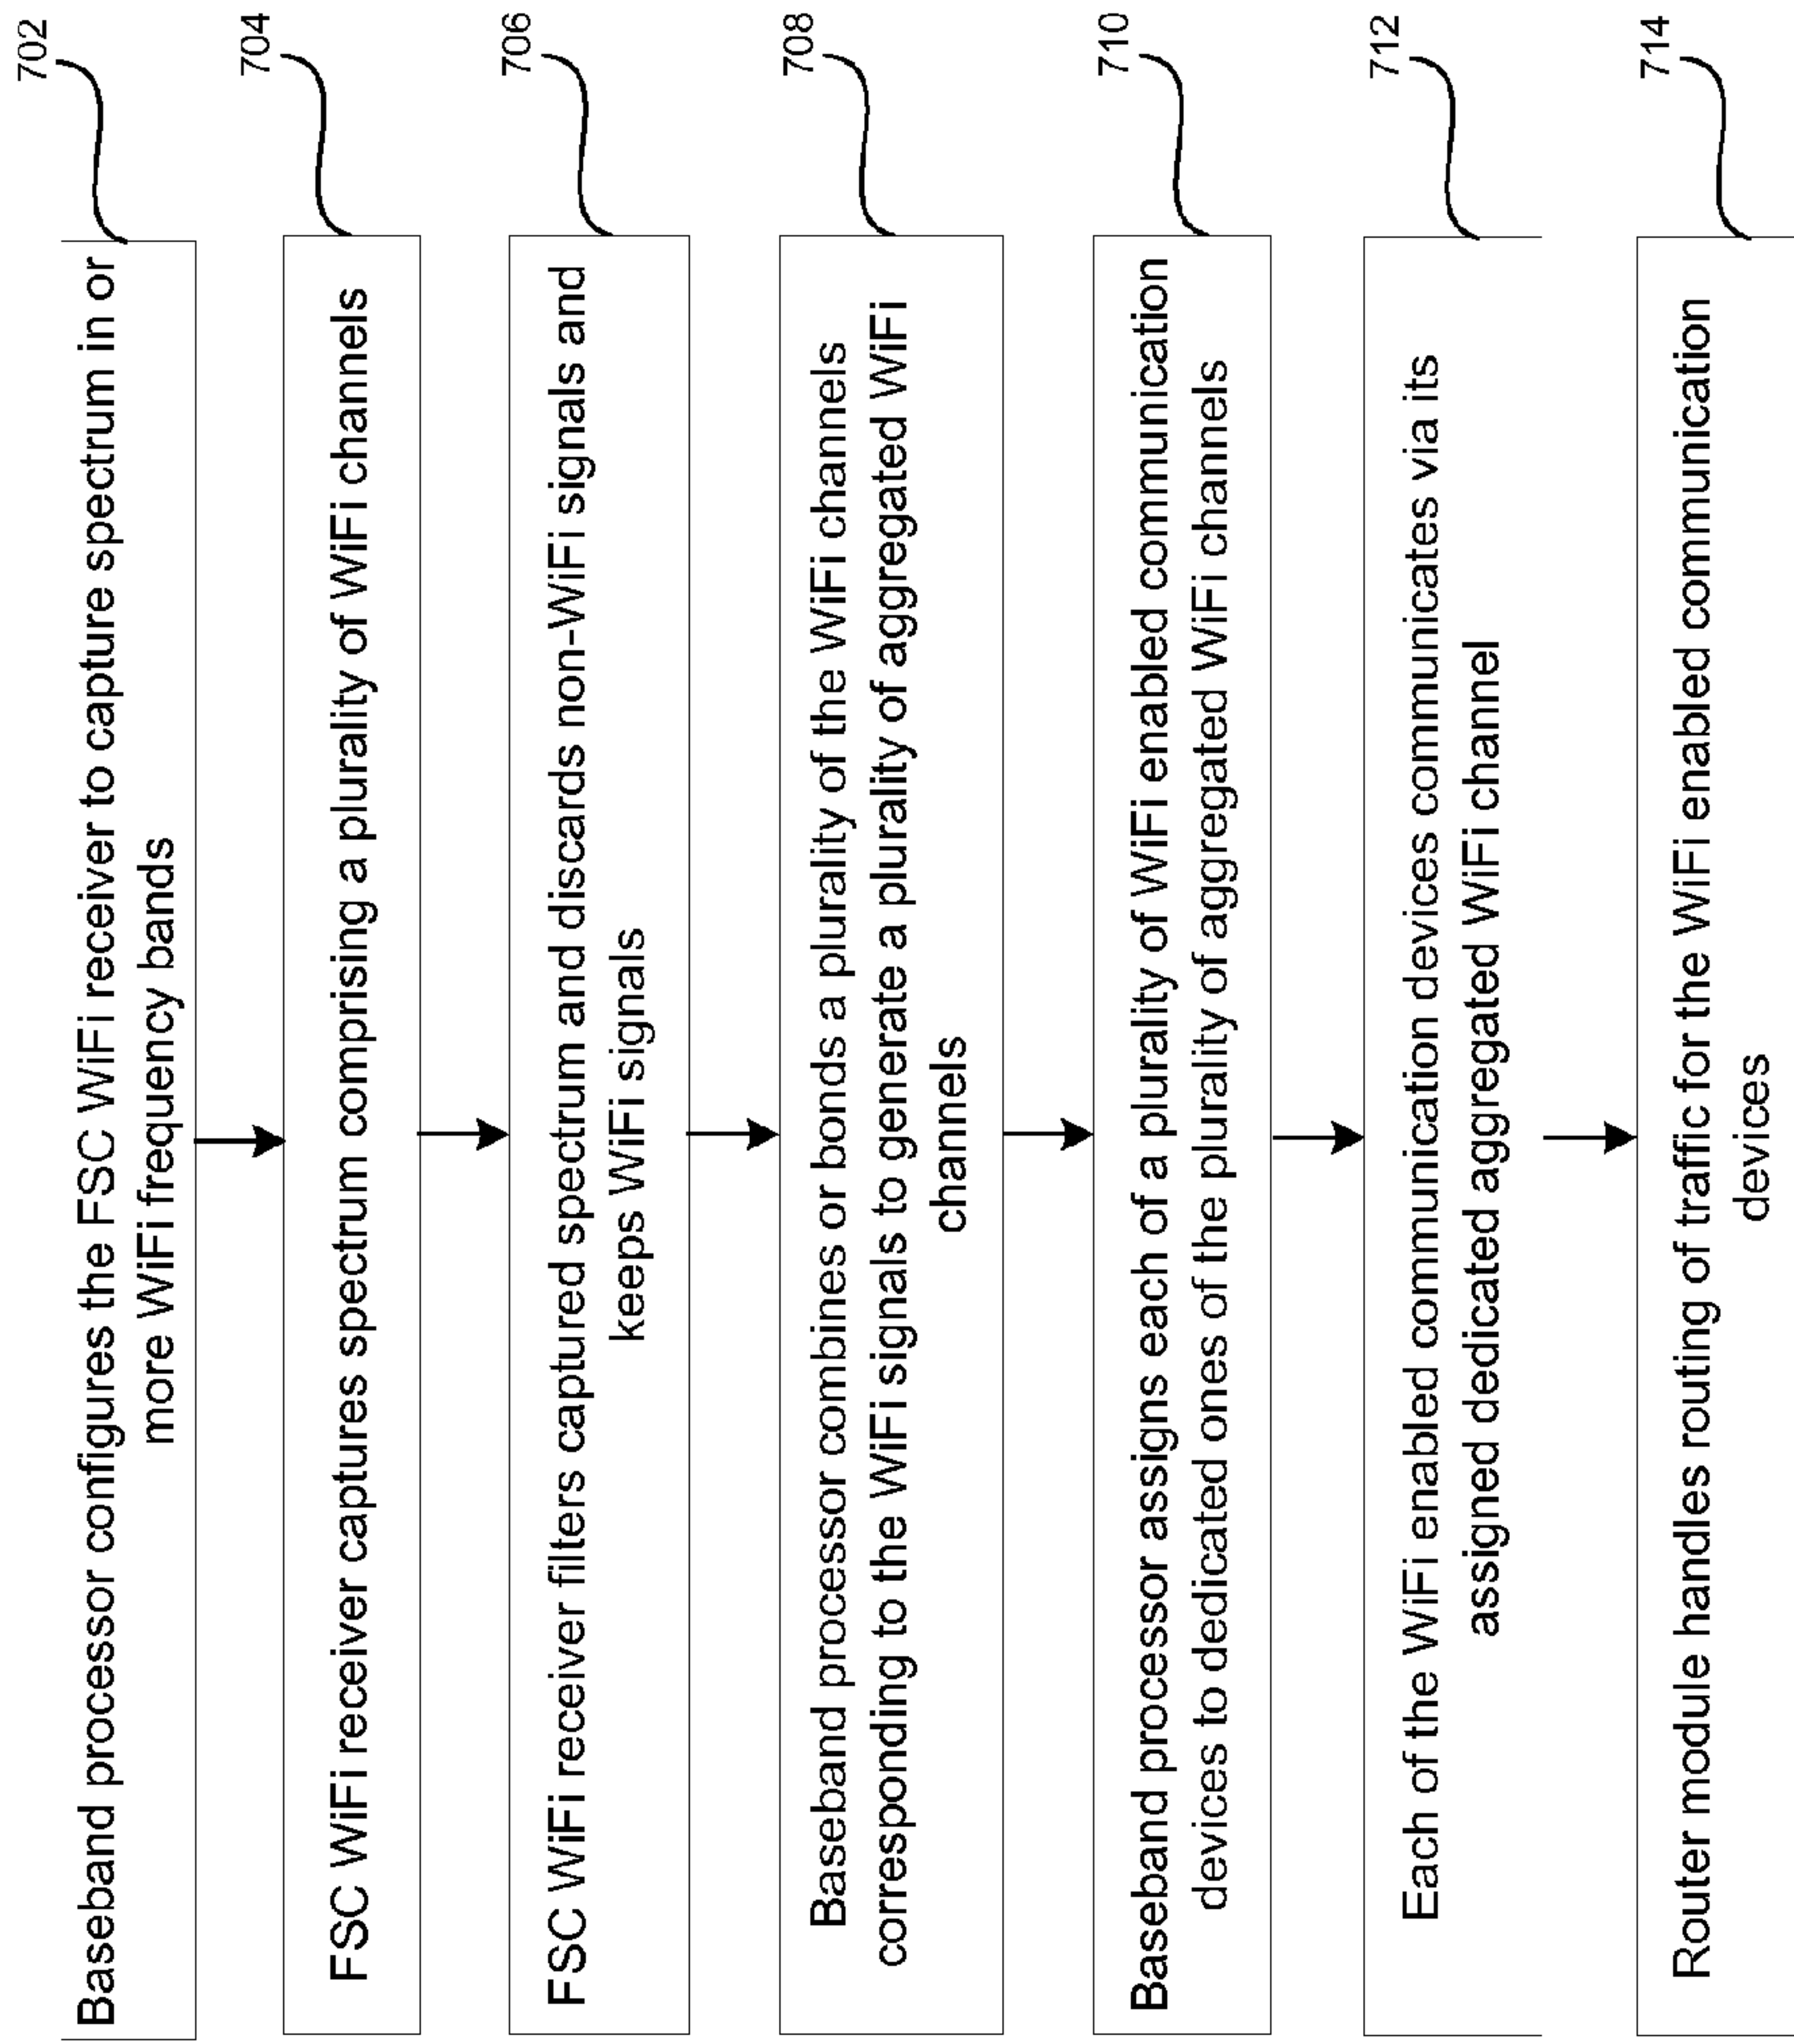 702
Baseband processor configures the FSC WiFi receiver to capture spectrum in or
more WiFi frequency bands
704
FSC WiFi receiver captures spectrum comprising a plurality of WiFi channels
706
FSC WiFi receiver filters captured spectrum and discards non-WiFi signals and
keeps WiFi signals
708
Baseband processor combines or bonds a plurality of the WiFi channels
corresponding to the WiFi signals to generate a plurality of aggregated WiFi
channels
710
Baseband processor assigns each of a plurality of WiFi enabled communication
devices to dedicated ones of the plurality of aggregated WiFi channels
712
Each of the WiFi enabled communication devices communicates via its
assigned dedicated aggregated WiFi channel
714
Router module handles routing of traffic for the WiFi enabled communication
devices